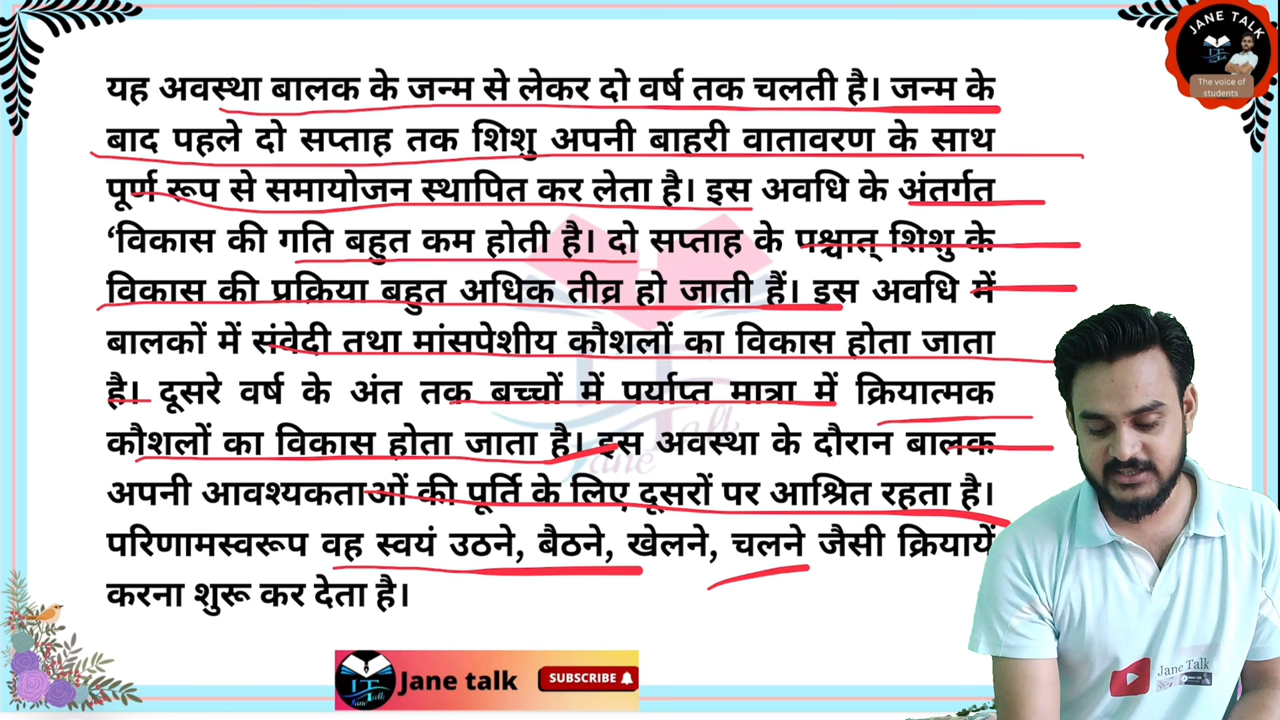 JANE TALK
The voice of
students
यह अवस्था बालक के जन्म से लेकर दो वर्ष तक चलती है। जन्म के
बाद पहले दो सप्ताह तक शिशु अपनी बाहरी वातावरण के साथ
पूर्ण रूप से समायोजन स्थापित कर लेता है। इस अवधि के अंतर्गत
‘विकास की गति बहुत कम होती है। दो सप्ताह के पश्चात् शिशु के
विकास की प्रक्रिया बहुत अधिक तीव्र हो जाती हैं। इस अवधि में
बालकों में संवेदी तथा मांसपेशीय कौशलों का विकास होता जाता
है। दूसरे वर्ष के अंत तक बच्चों में पर्याप्त मात्रा में क्रियात्मक
कौशलों का विकास होता जाता है। इस अवस्था के दौरान बालक
अपनी आवश्यकताओं की पूर्ति के लिए दूसरों पर आश्रित रहता है।
परिणामस्वरूप वह स्वयं उठने, बैठने, खेलने, चलने जैसी क्रियायें
करना शुरू कर देता है।
Jane talk
SUBSCRIBE
Jane Talk